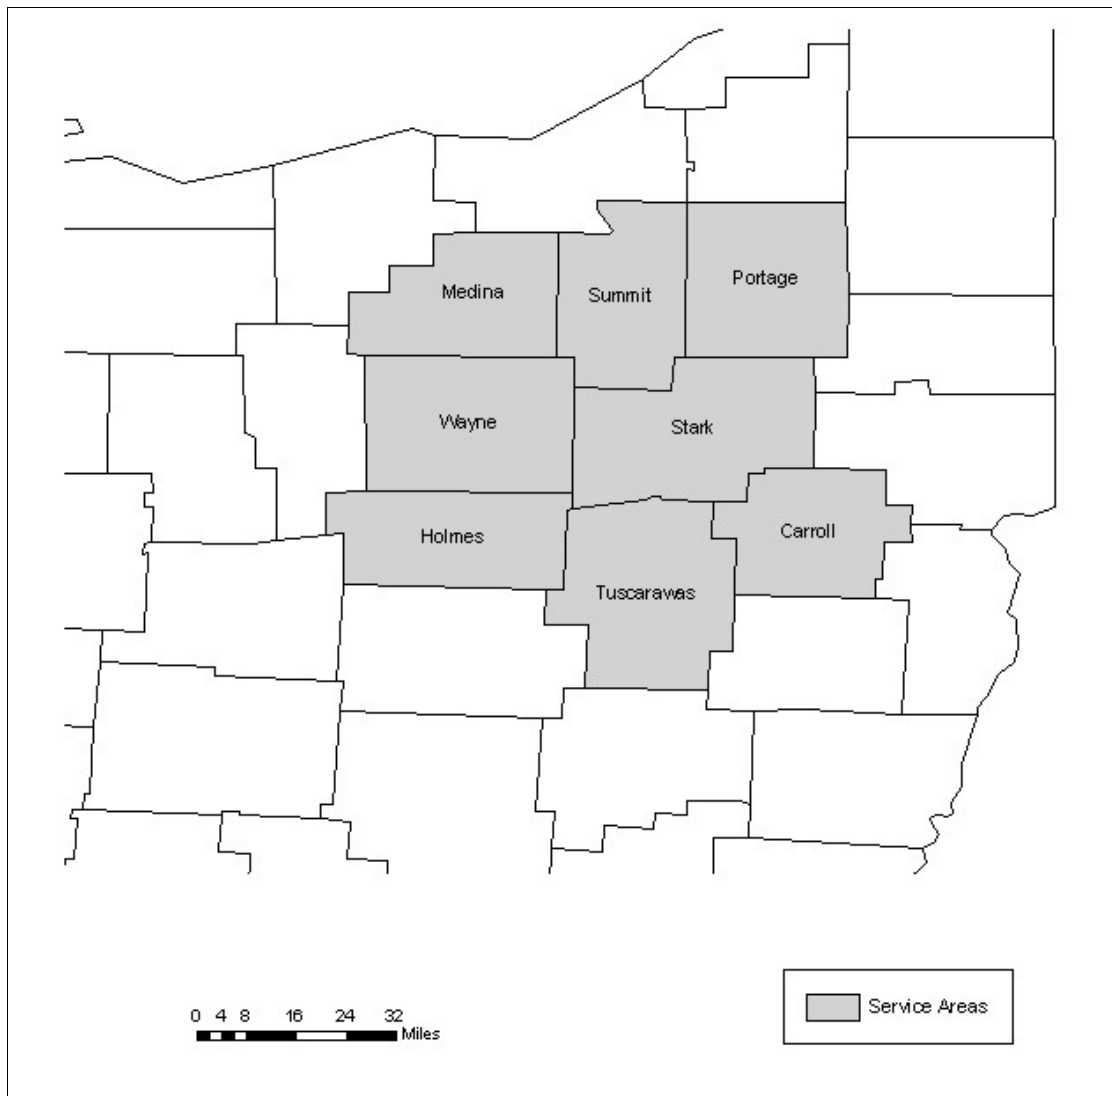 Portage
Medina
Summit
Wayne
Stark
Holmes
Carroll
Tuscarawas
0 4 8 16 24 32
Miles
Service Areas